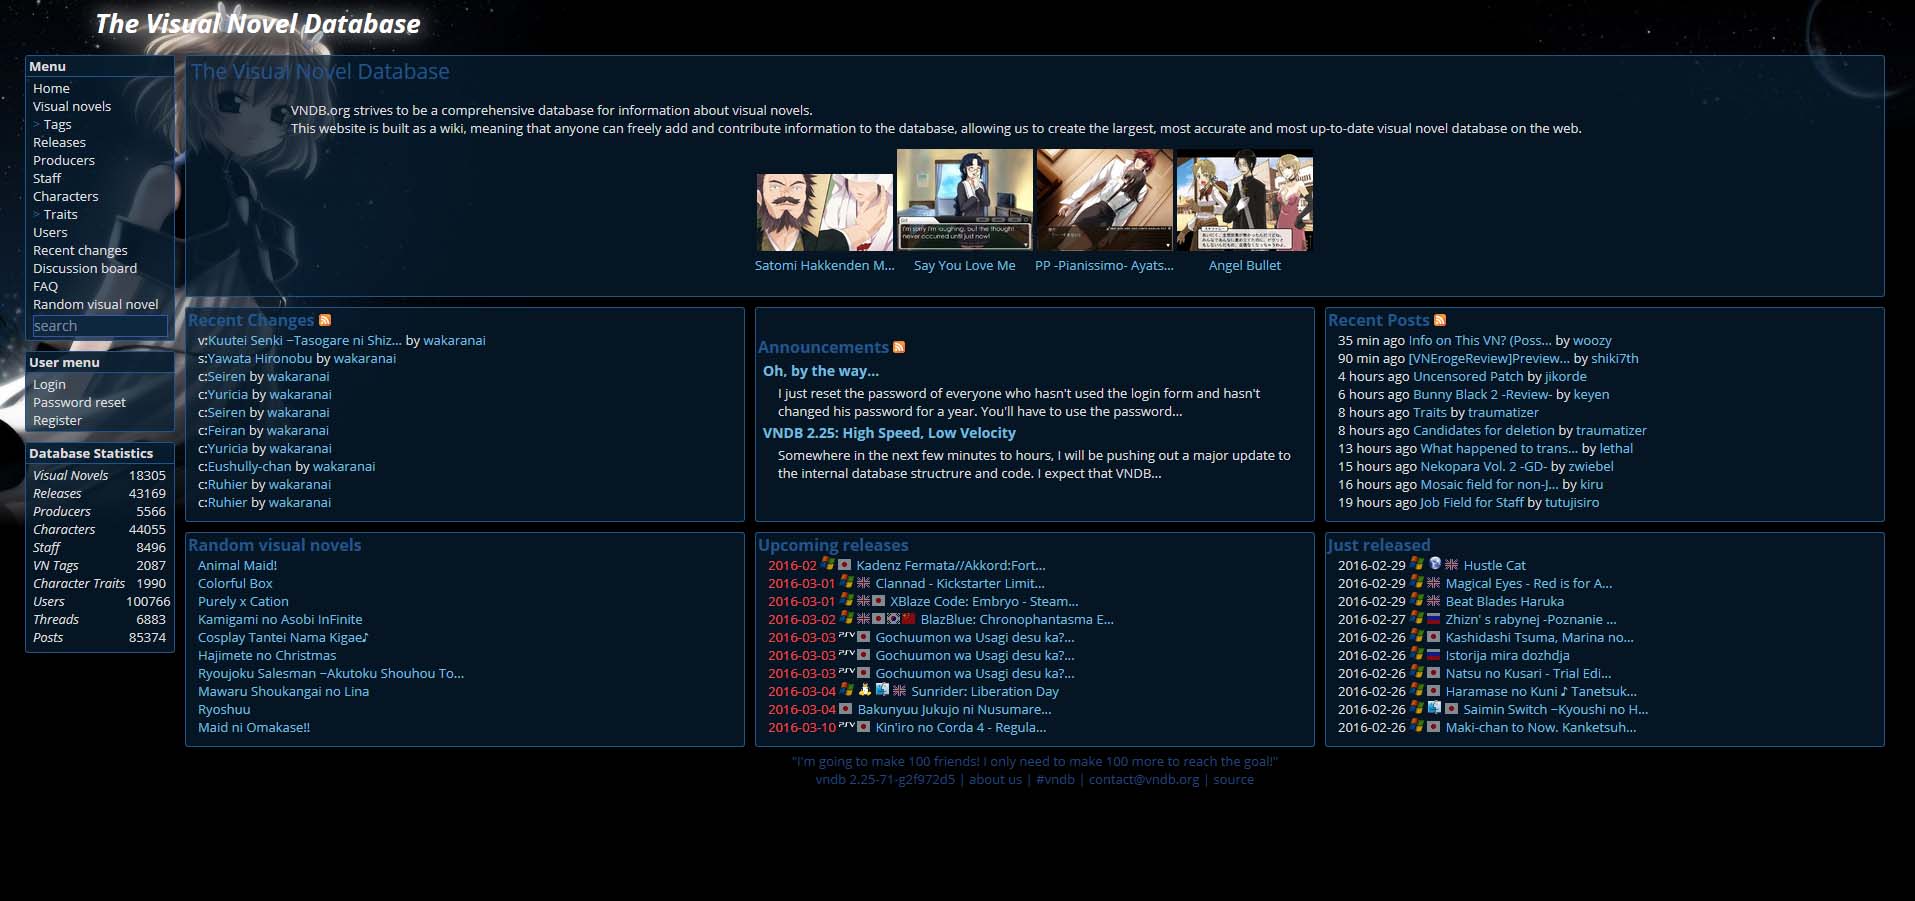 The Visual Novel Database
Menu
Home
Visual novels
> Tags
Releases
Producers
Staff
Characters
> Traits
Users
Recent changes
Discussion board
FAQ
Random visual novel
search
User menu
Login
Password reset
Register
Database Statistics
Visual Novels 18305
Releases 43169
Producers 5566
Characters 44055
Staff 8496
VN Tags 2087
Character Traits 1990
Users 100766
Threads 6883
Posts 85374
The Visual Novel Database
VNDB.org strives to be a comprehensive database for information about visual novels.
This website is built as a wiki, meaning that anyone can freely add and contribute information to the database, allowing us to create the largest, most accurate and most up-to-date visual novel database on the web.
I'm sorry I'm laughing, but the thought
never occurred until just now!
Satomi Hakkenden M...
Say You Love Me
PP -Pianissimo- Ayats...
Angel Bullet
Recent Changes
v:Kuutei Senki ~Tasogare ni Shiz... by wakaranai
s:Yawata Hironobu by wakaranai
c:Seiren by wakaranai
c:Yuricia by wakaranai
c:Seiren by wakaranai
c:Feiran by wakaranai
c:Yuricia by wakaranai
c:Eushully-chan by wakaranai
c:Ruhier by wakaranai
c:Ruhier by wakaranai
Announcements
Oh, by the way...
I just reset the password of everyone who hasn't used the login form and hasn't
changed his password for a year. You'll have to use the password...
VNDB 2.25: High Speed, Low Velocity
Somewhere in the next few minutes to hours, I will be pushing out a major update to
the internal database structrure and code. I expect that VNDB...
Recent Posts
35 min ago Info on This VN? (Poss... by woozy
90 min ago [VNErogeReview]Preview... by shiki7th
4 hours ago Uncensored Patch by jikorde
6 hours ago Bunny Black 2 -Review- by keyen
8 hours ago Traits by traumatizer
8 hours ago Candidates for deletion by traumatizer
13 hours ago What happened to trans... by lethal
15 hours ago Nekopara Vol. 2 -GD- by zwiebel
16 hours ago Mosaic field for non-J... by kiru
19 hours ago Job Field for Staff by tutujisiro
Random visual novels
Animal Maid!
Colorful Box
Purely x Cation
Kamigami no Asobi InFinite
Cosplay Tantei Nama Kigae♪
Hajimete no Christmas
Ryoujoku Salesman ~Akutoku Shouhou To...
Mawaru Shoukangai no Lina
Ryoshuu
Maid ni Omakase!!
Upcoming releases
2016-02 Kadenz Fermata//Akkord:Fort...
2016-03-01 Clannad - Kickstarter Limit...
2016-03-01 XBlaze Code: Embryo - Steam...
2016-03-02 BlazBlue: Chronophantasma E...
2016-03-03 PSV Gochuumon wa Usagi desu ka?...
2016-03-03 PSV Gochuumon wa Usagi desu ka?...
2016-03-03 PSV Gochuumon wa Usagi desu ka?...
2016-03-04 Sunrider: Liberation Day
2016-03-04 Bakunyuu Jukujo ni Nusumare...
2016-03-10 PSV Kin'iro no Corda 4 - Regula...
Just released
2016-02-29 Hustle Cat
2016-02-29 Magical Eyes - Red is for A...
2016-02-29 Beat Blades Haruka
2016-02-27 Zhizn' s rabynej -Poznanie ...
2016-02-26 Kashidashi Tsuma, Marina no...
2016-02-26 Istorija mira dozhdja
2016-02-26 Natsu no Kusari - Trial Edi...
2016-02-26 Haramase no Kuni ♪ Tanetsuk...
2016-02-26 Saimin Switch ~Kyoushi no H...
2016-02-26 Maki-chan to Now. Kanketsuh...
"I'm going to make 100 friends! I only need to make 100 more to reach the goal!"
vndb 2.25-71-g2f972d5 | about us | #vndb | contact@vndb.org | source